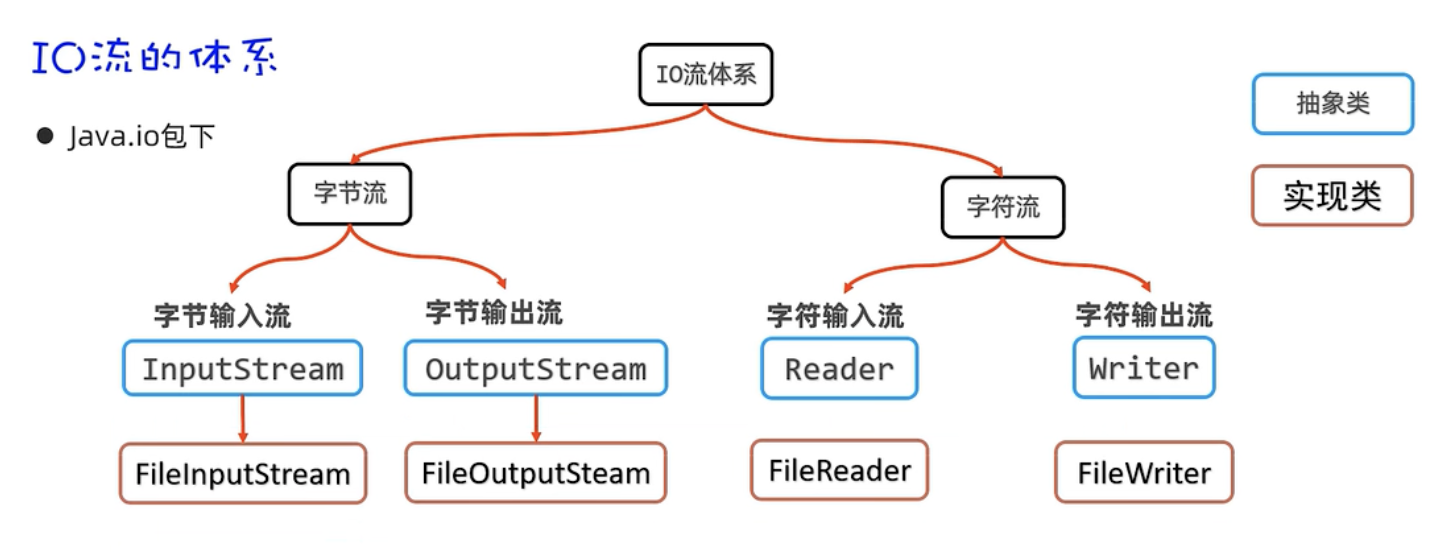 IO流的体系
IO流体系
抽象类
● Java.io包下
字节流
字符流
实现类
字节输入流
字节输出流
字符输入流
字符输出流
InputStream
OutputStream
Reader
Writer
FileInputStream
FileOutputSteam
FileReader
FileWriter